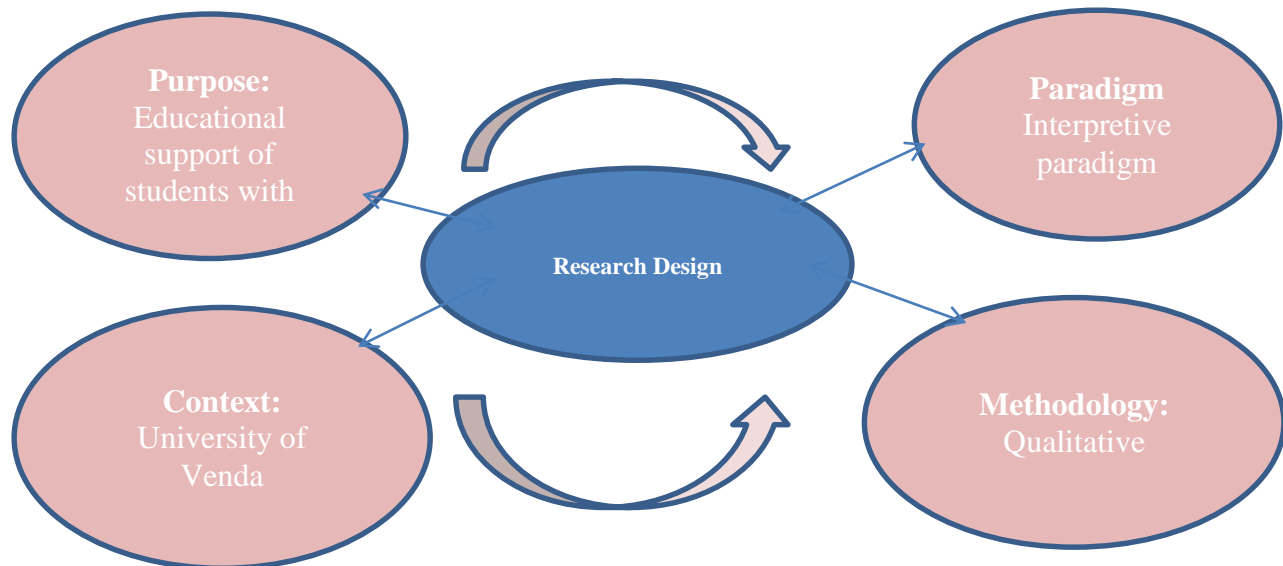 Purpose:
Educational
support of
students with
Paradigm
Interpretive
paradigm
Research Design
Context:
University of
Venda
Methodology:
Qualitative